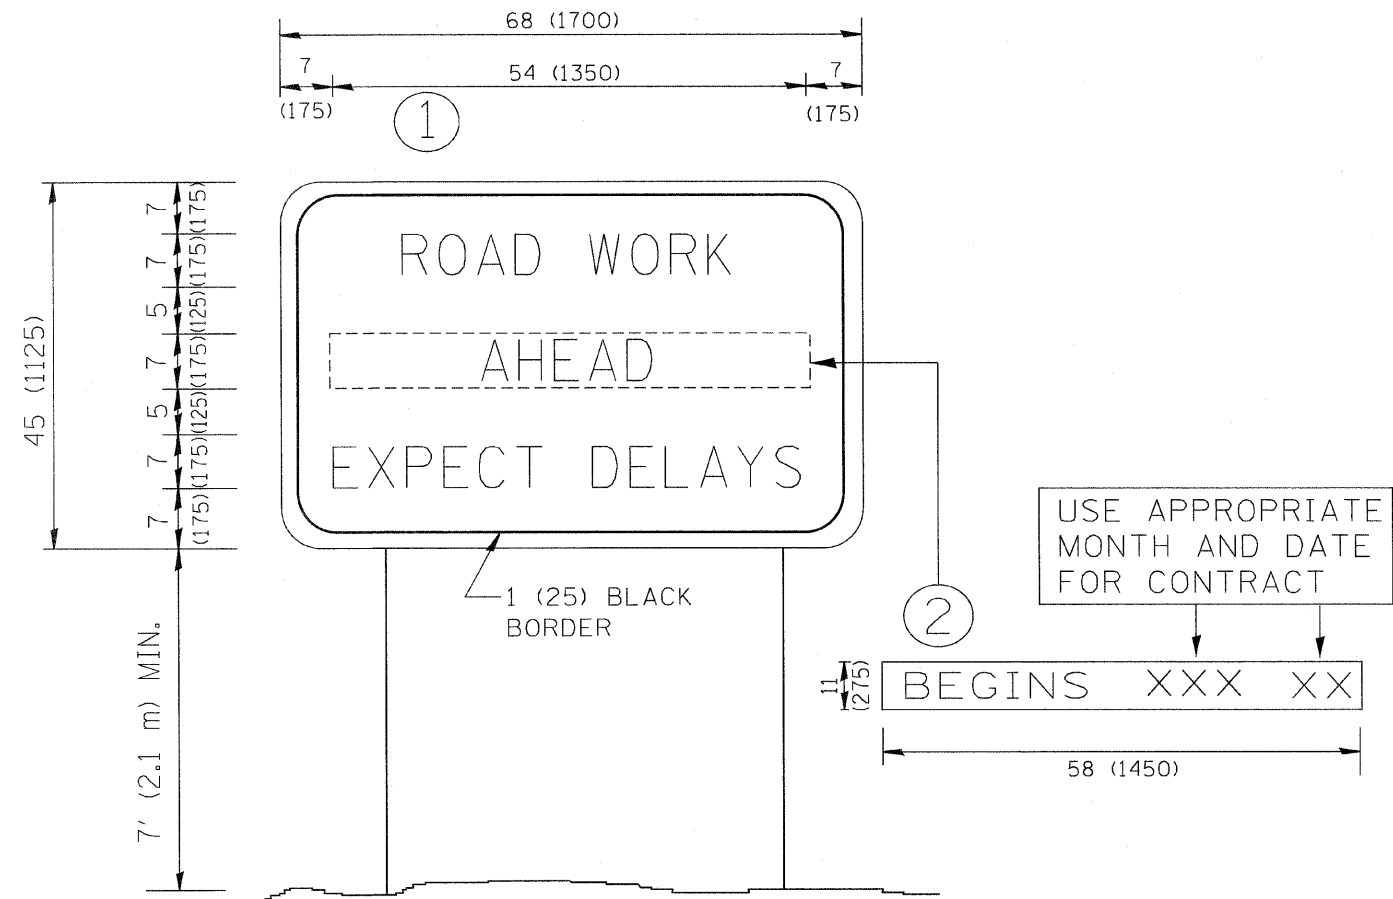 68 (1700)
7
54 (1350)
7
(175)
(175)
1
45 (1125)
7
(175)
7
(175)
5
(125)
7
(175)
5
(125)
7
(175)
7
(175)
ROAD WORK
AHEAD
EXPECT DELAYS
1 (25) BLACK
BORDER
7' (2.1 m) MIN.
USE APPROPRIATE
MONTH AND DATE
FOR CONTRACT
2
11
(275)
BEGINS XXX XX
58 (1450)